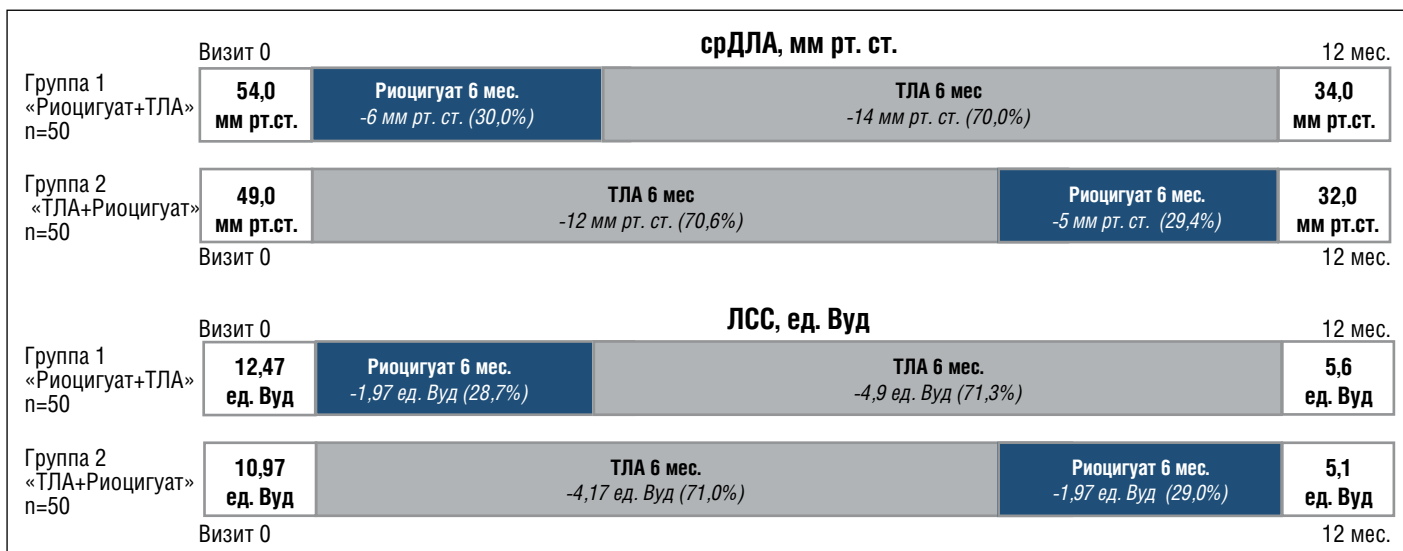 срДЛА, мм рт. ст.
Визит 0
12 мес.
Группа 1
«Риоцигуат+ТЛА»
n=50
54,0
мм рт.ст.
Риоцигуат 6 мес.
-6 мм рт. ст. (30,0%)
ТЛА 6 мес
-14 мм рт. ст. (70,0%)
34,0
мм рт.ст.
Группа 2
«ТЛА+Риоцигуат»
n=50
49,0
мм рт.ст.
ТЛА 6 мес
-12 мм рт. ст. (70,6%)
Риоцигуат 6 мес.
-5 мм рт. ст. (29,4%)
32,0
мм рт.ст.
Визит 0
12 мес.
ЛСС, ед. Вуд
Визит 0
12 мес.
Группа 1
«Риоцигуат+ТЛА»
n=50
12,47
ед. Вуд
Риоцигуат 6 мес.
-1,97 ед. Вуд (28,7%)
ТЛА 6 мес.
-4,9 ед. Вуд (71,3%)
5,6
ед. Вуд
Группа 2
«ТЛА+Риоцигуат»
n=50
10,97
ед. Вуд
ТЛА 6 мес.
-4,17 ед. Вуд (71,0%)
Риоцигуат 6 мес.
-1,97 ед. Вуд (29,0%)
5,1
ед. Вуд
Визит 0
12 мес.